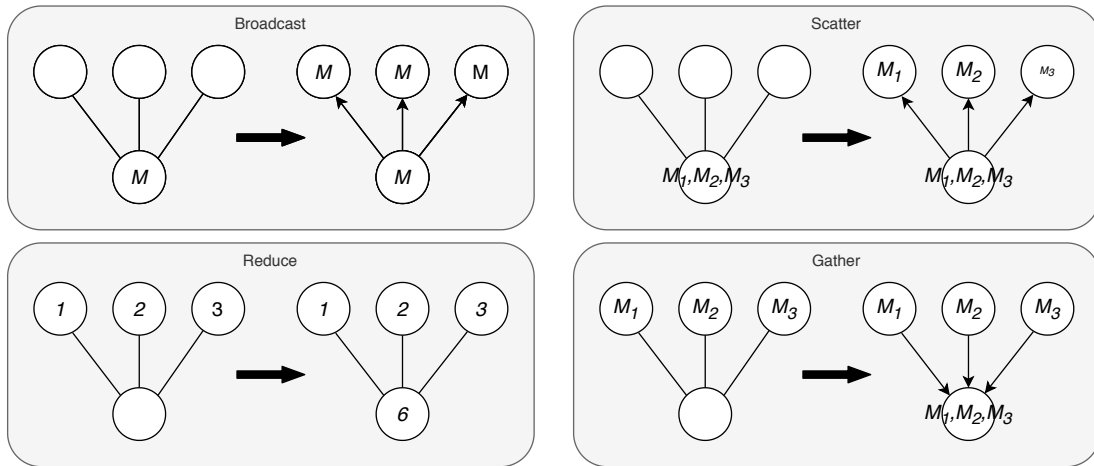 Broadcast
M M M
M
M
Scatter
M1 M2 M3
M1,M2,M3
M1,M2,M3
Reduce
1 2 3
1 2 3
6
Gather
M1 M2 M3
M1 M2 M3
M1,M2,M3